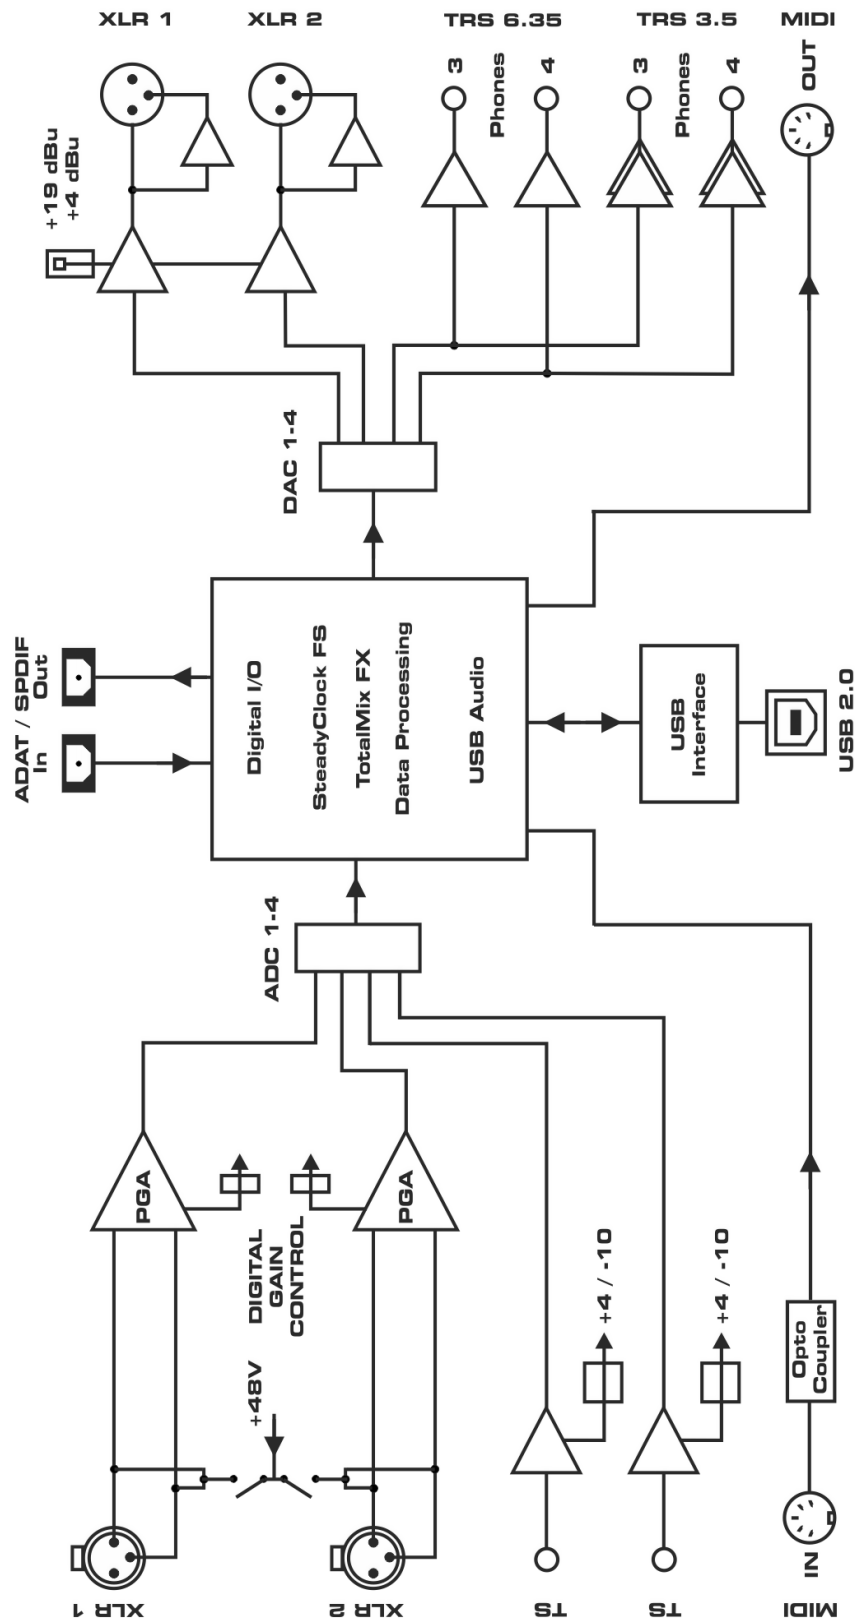 XLR 1
XLR 2
TRS 6.35
TRS 3.5
MIDI
3
Phones
4
3
Phones
4
OUT
+19 dBu
+4 dBu
DAC 1-4
ADAT / SPDIF
Out
In
Digital I/O
SteadyClock FS
TotalMix FX
Data Processing
USB Audio
USB
Interface
USB 2.0
ADC 1-4
PGA
PGA
DIGITAL
GAIN
CONTROL
+48V
+4 / -10
+4 / -10
Opto
Coupler
IN
XLR 1
XLR 2
TS
TS
MIDI